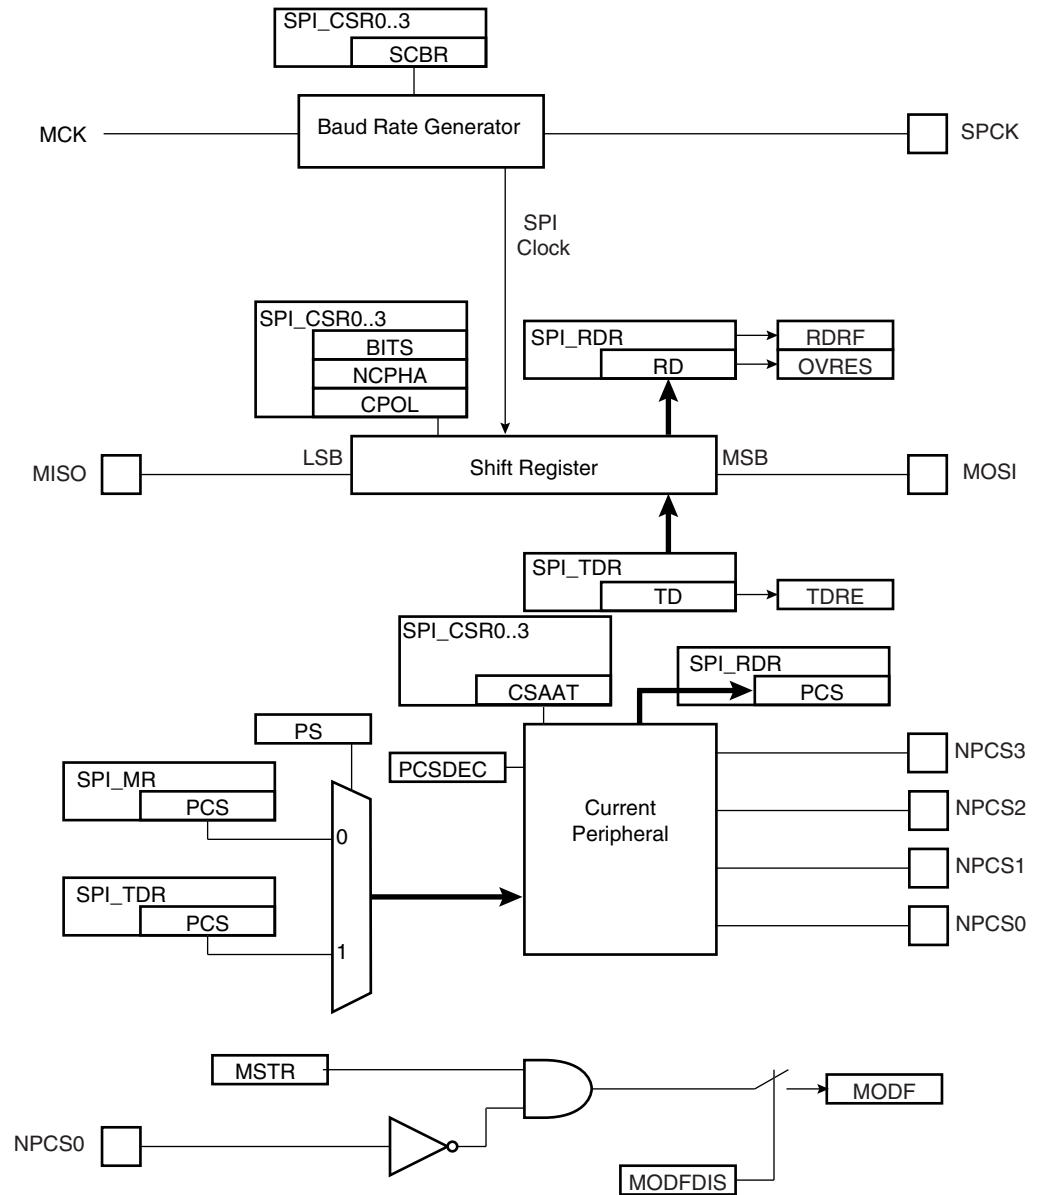 SPI_CSR0..3
SCBR
MCK
Baud Rate Generator
SPCK
SPI
Clock
SPI_CSR0..3
BITS
NCPHA
CPOL
SPI_RDR
RD
RDRF
OVRES
MISO
LSB
Shift Register
MSB
MOSI
SPI_TDR
TD
TDRE
SPI_CSR0..3
CSAAT
SPI_RDR
PCS
PS
PCSDEC
Current
Peripheral
NPCS3
NPCS2
NPCS1
NPCS0
SPI_MR
PCS
0
SPI_TDR
PCS
1
MSTR
MODF
NPCS0
MODFDIS